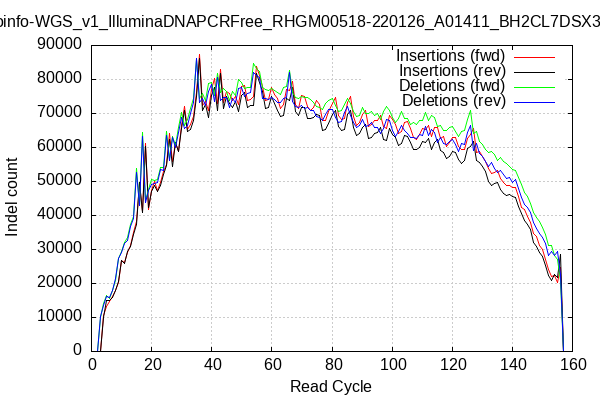 oinfo-WGS_v1_IlluminaDNAPCRFree_RHGM00518-220126_A01411_BH2CL7DSX3
Insertions (fwd)
Insertions (rev)
Deletions (fwd)
Deletions (rev)
90000
80000
70000
60000
50000
40000
30000
20000
10000
0
Indel count
0 20 40 60 80 100 120 140 160
Read Cycle